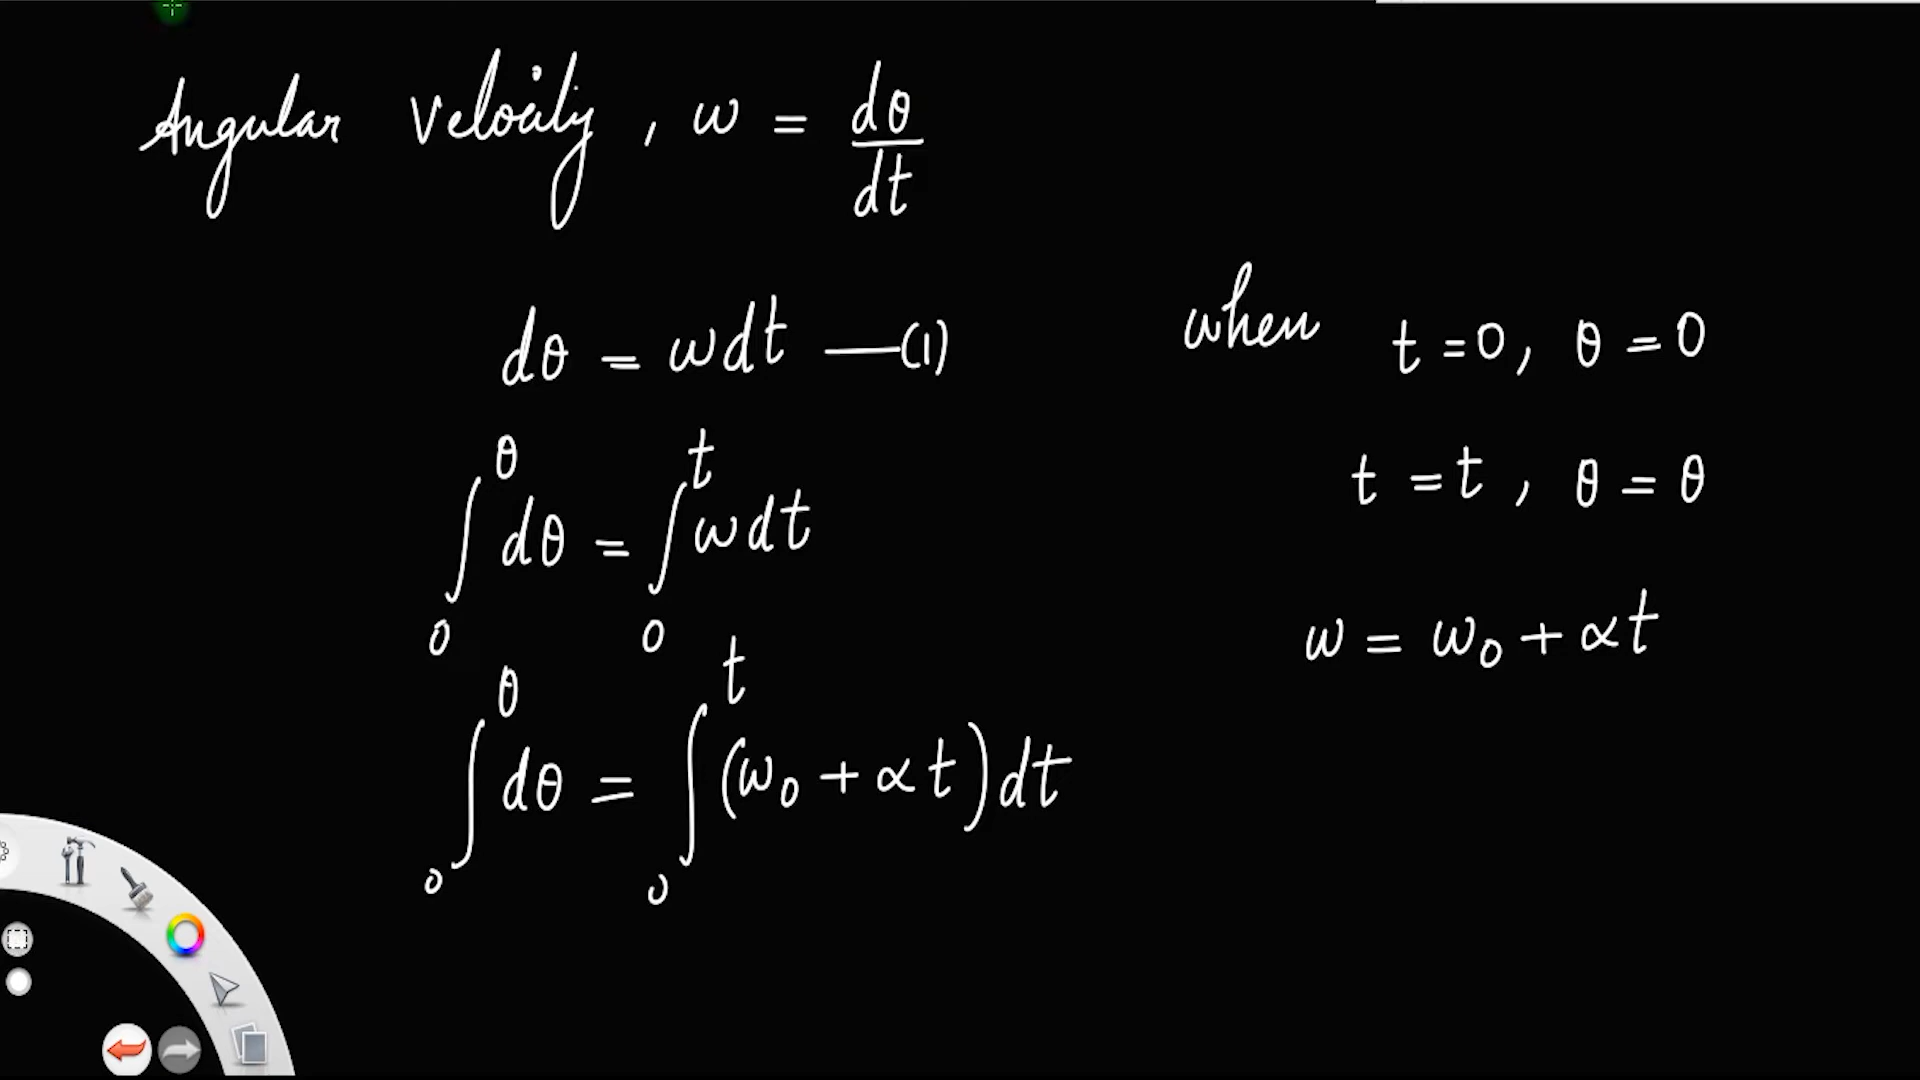 Angular Velocity, ω = dθ/dt
dθ = ωdt —(1)
∫₀^θ dθ = ∫₀^t ωdt
∫₀^θ dθ = ∫₀^t (ω₀ + αt)dt
when t = 0, θ = 0
t = t, θ = θ
ω = ω₀ + αt